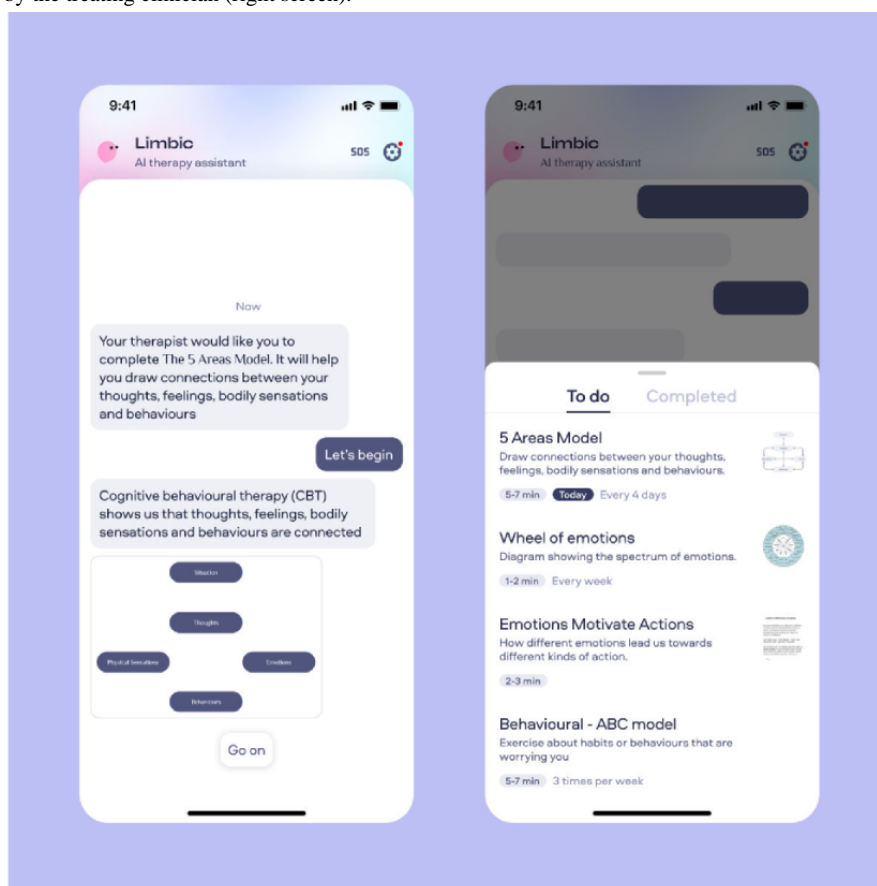 by the treating clinician (right screen).
9:41
Limbic
AI therapy assistant
SOS
Now
Your therapist would like you to
complete The 5 Areas Model. It will help
you draw connections between your
thoughts, feelings, bodily sensations
and behaviours
Let's begin
Cognitive behavioural therapy (CBT)
shows us that thoughts, feelings, bodily
sensations and behaviours are connected
Situation
Thoughts
Physical Sensations
Emotions
Behaviours
Go on
9:41
Limbic
AI therapy assistant
SOS
To do
Completed
5 Areas Model
Draw connections between your thoughts,
feelings, bodily sensations and behaviours.
5-7 min Today Every 4 days
Wheel of emotions
Diagram showing the spectrum of emotions.
1-2 min Every week
Emotions Motivate Actions
How different emotions lead us towards
different kinds of action.
2-3 min
Behavioural - ABC model
Exercise about habits or behaviours that are
worrying you
5-7 min 3 times per week